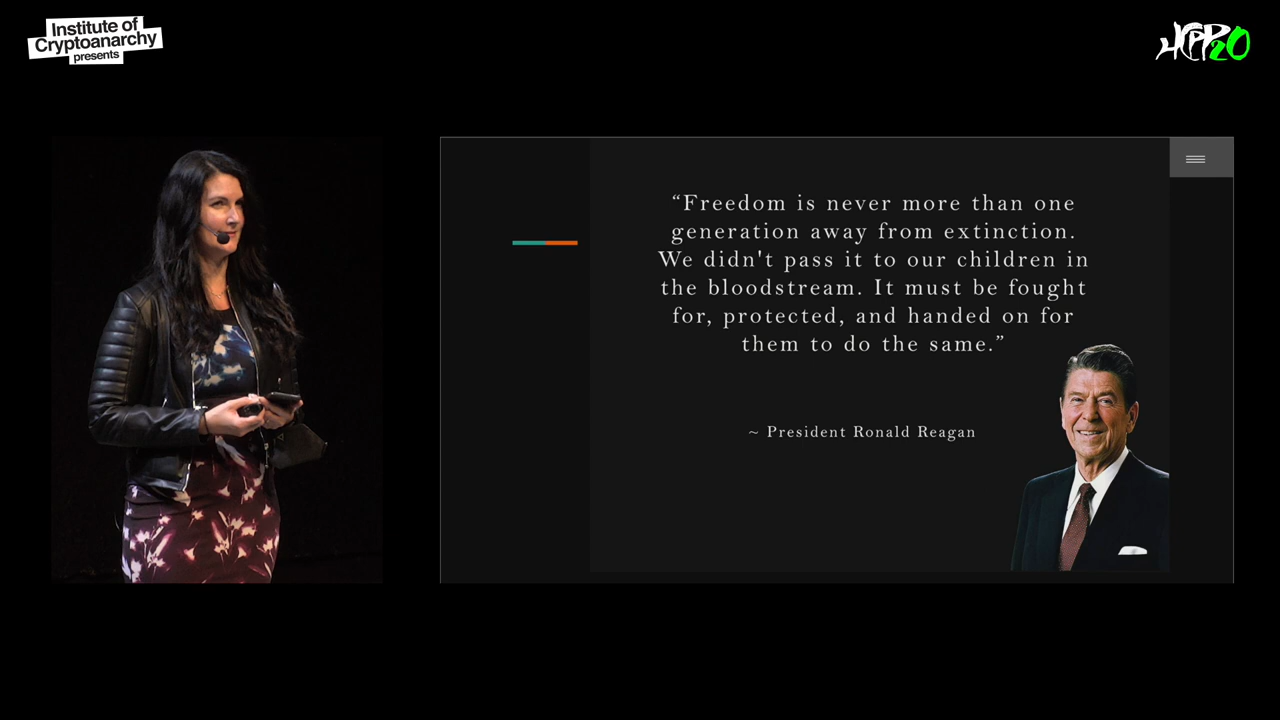 Institute of
Cryptoanarchy
presents
HCPP20
“Freedom is never more than one
generation away from extinction.
We didn't pass it to our children in
the bloodstream. It must be fought
for, protected, and handed on for
them to do the same.”
~ President Ronald Reagan